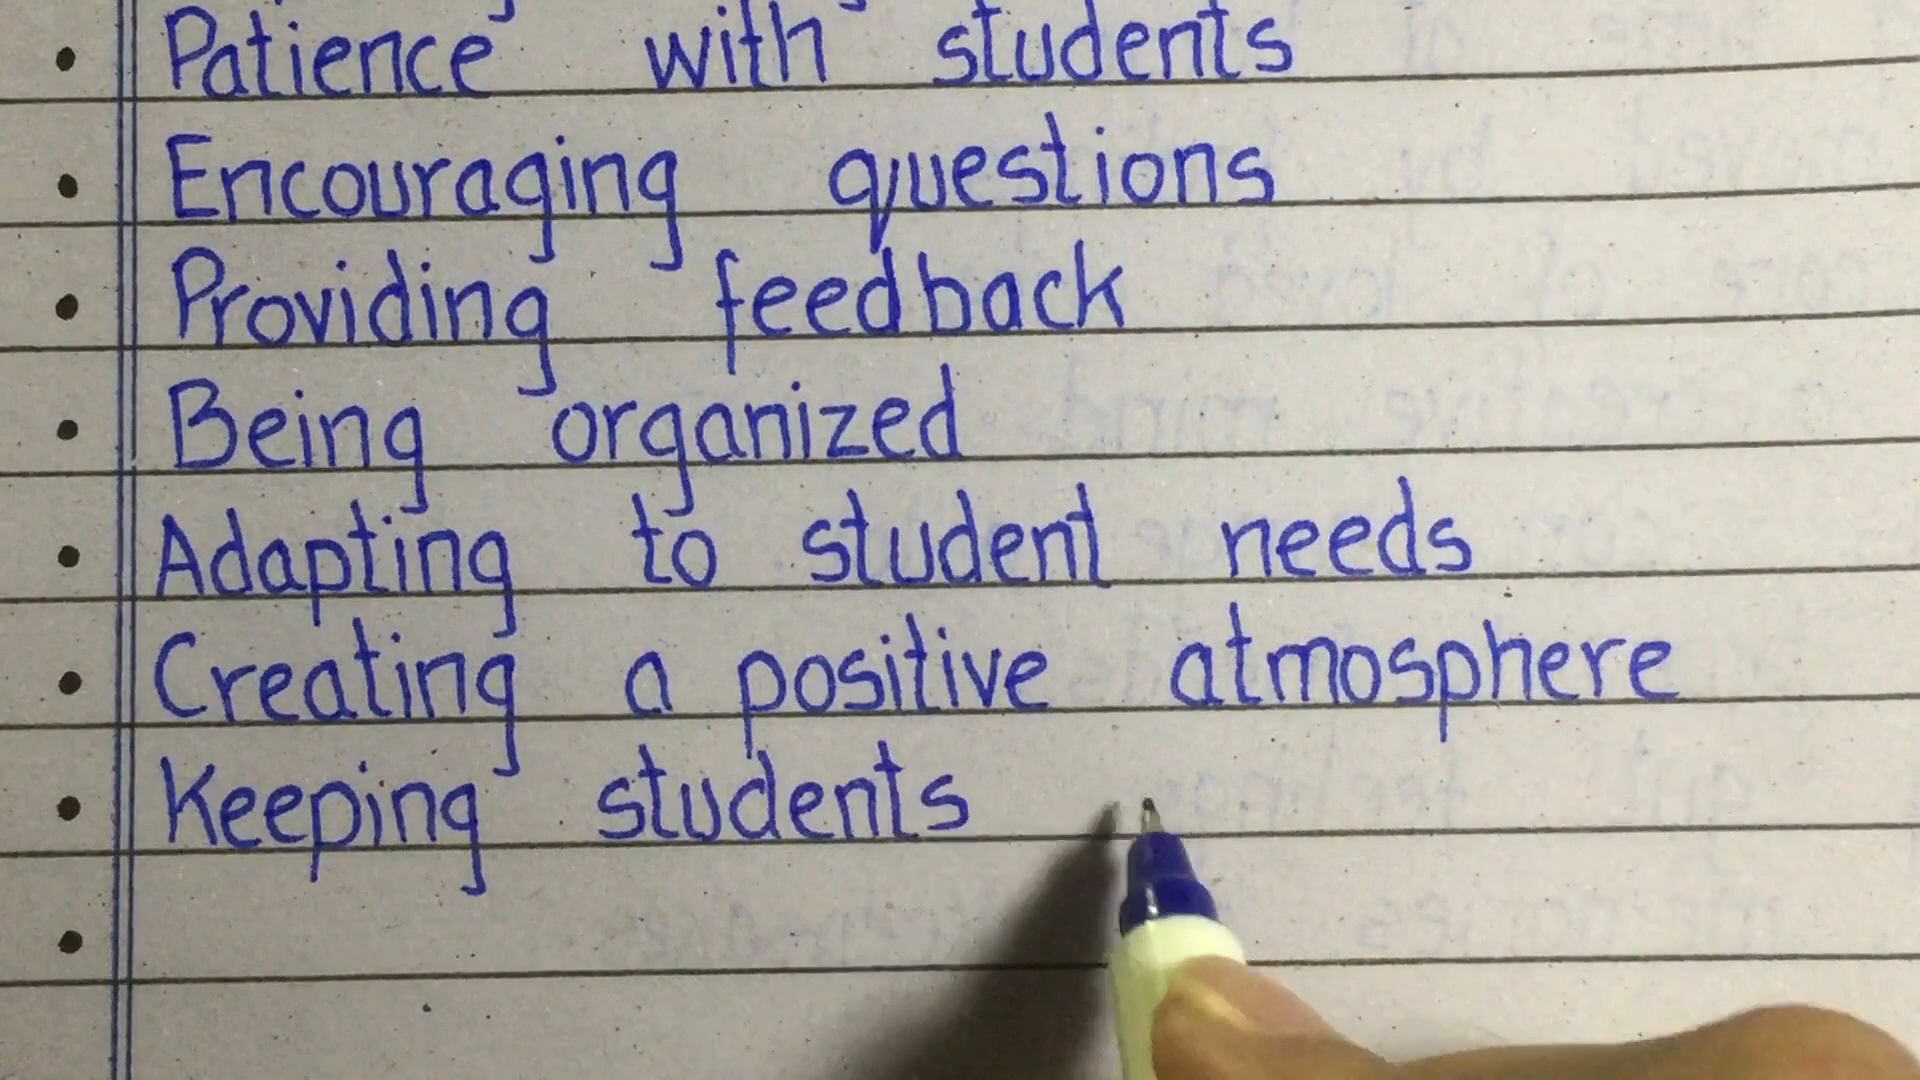 • Patience with students
• Encouraging questions
• Providing feedback
• Being organized
• Adapting to student needs
• Creating a positive atmosphere
• Keeping students
•